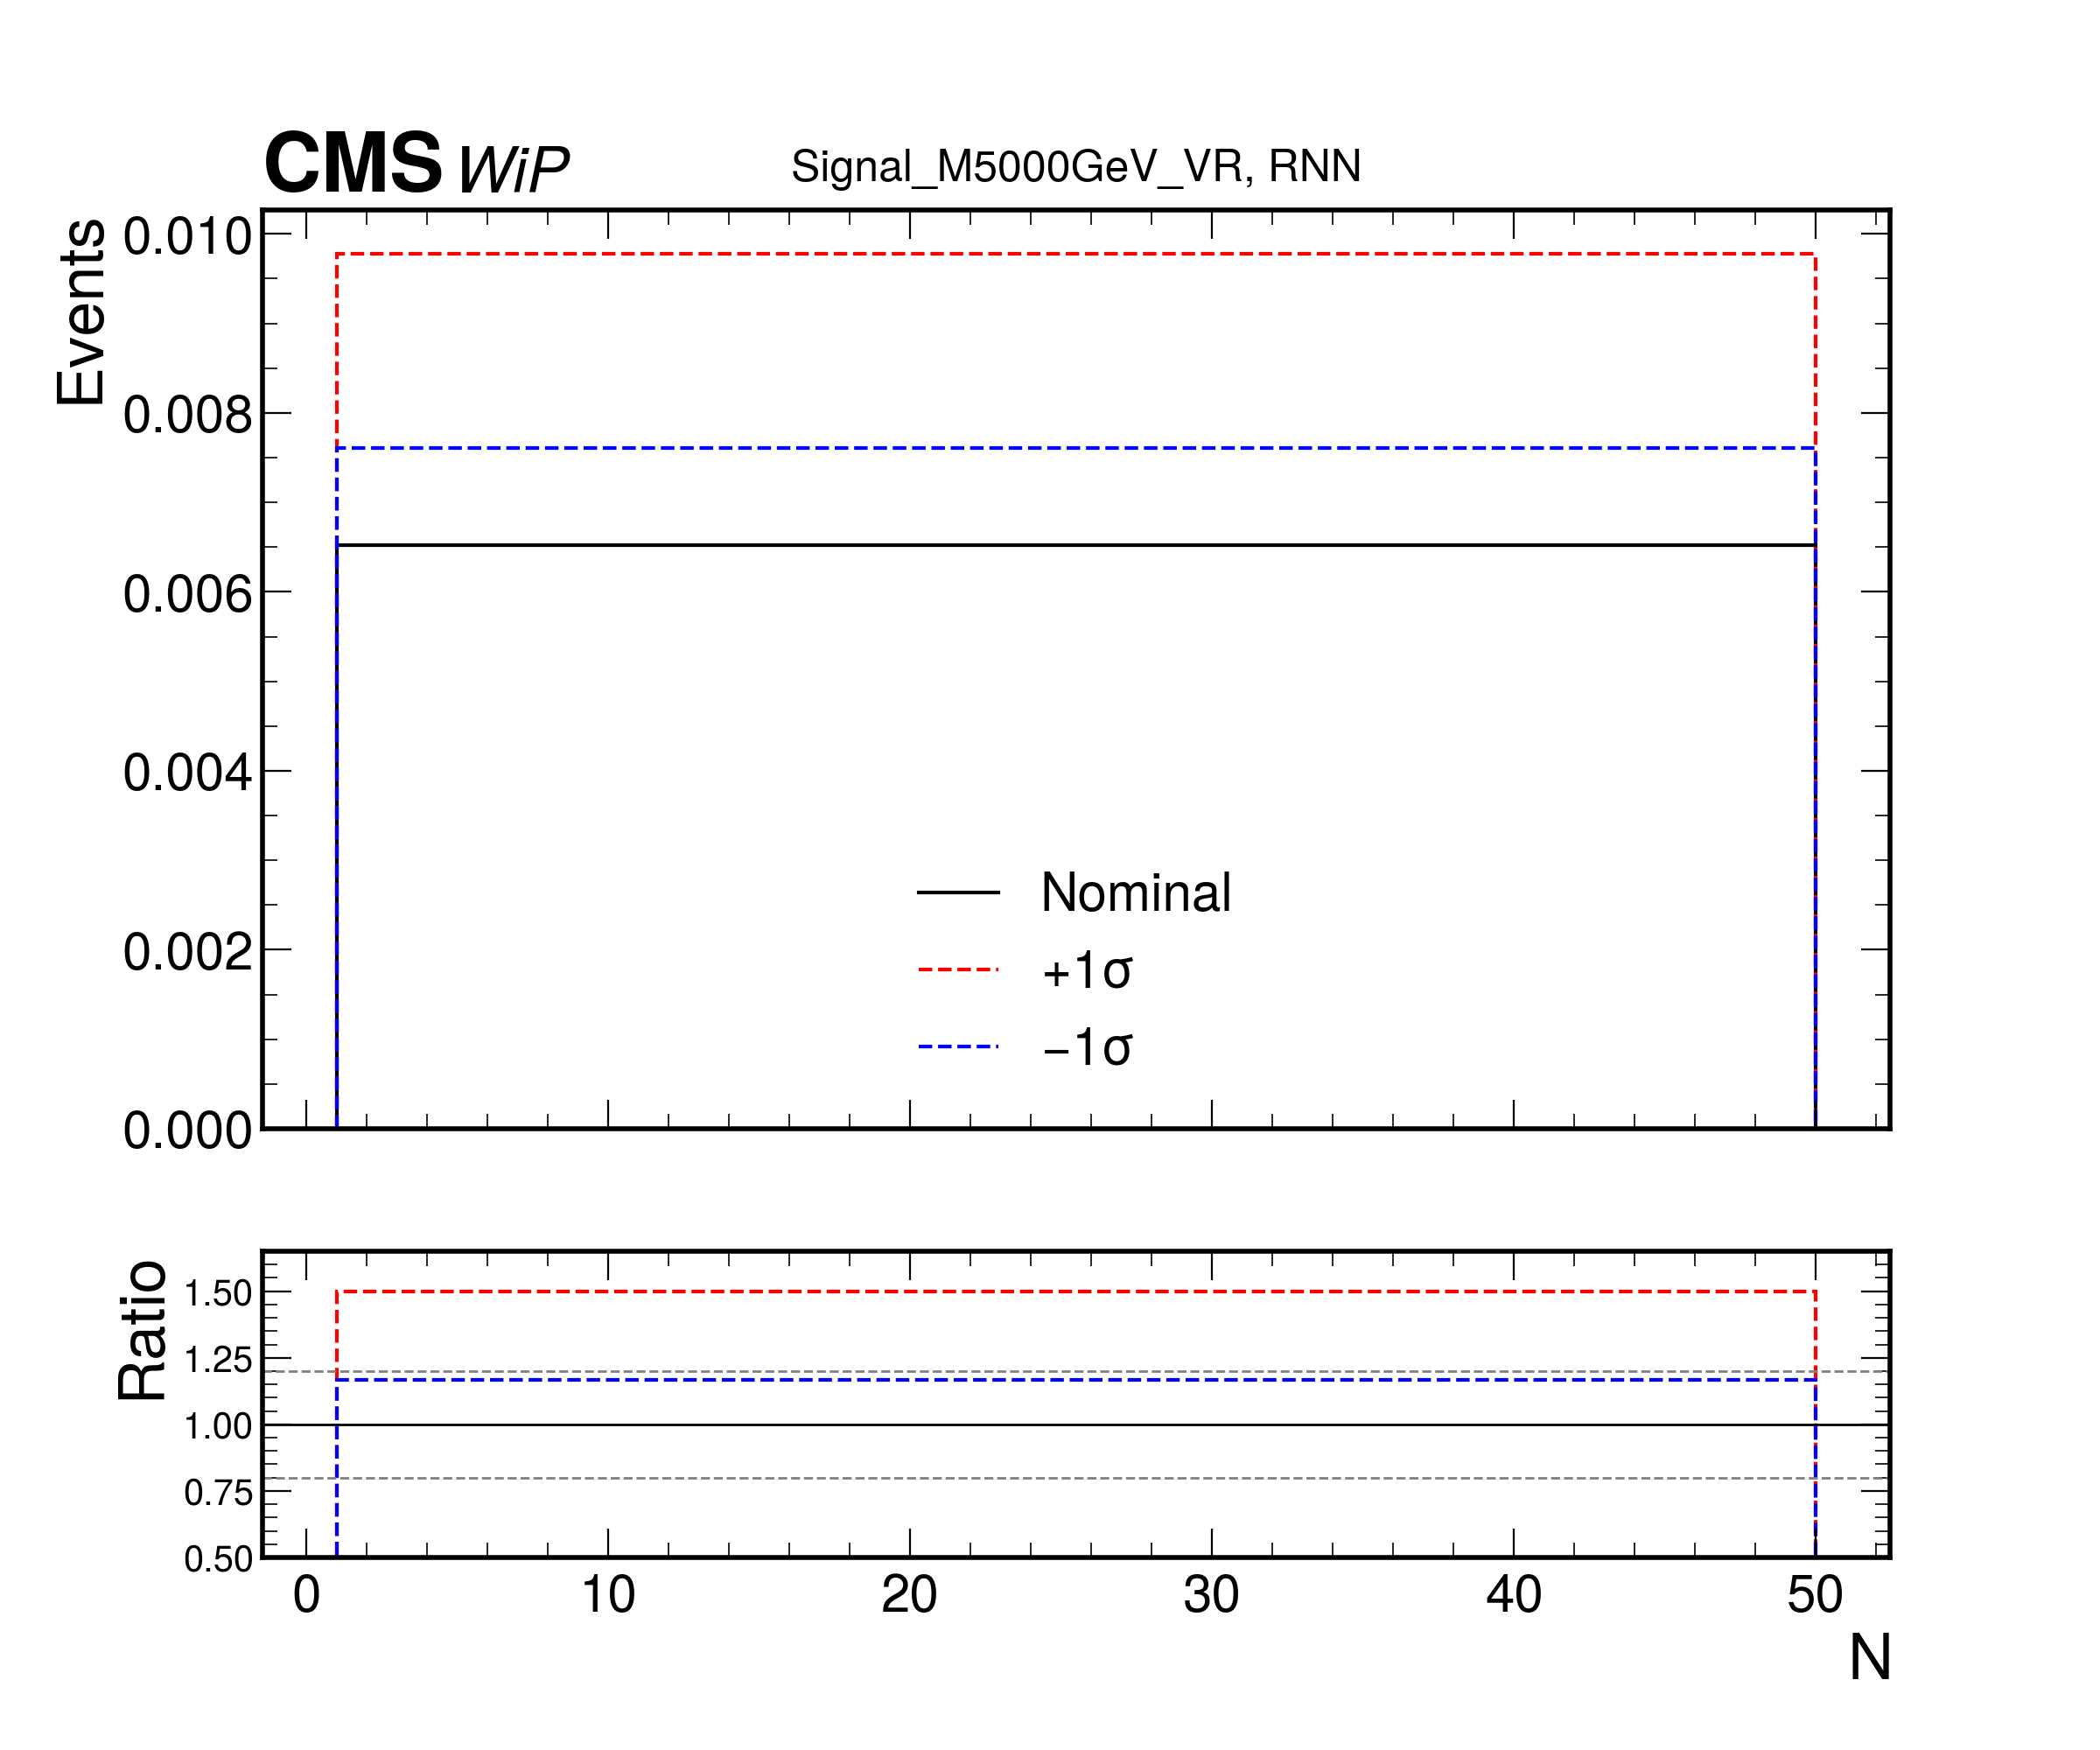 CMS WiP
Signal_M5000GeV_VR, RNN
Events
0.010
0.008
0.006
0.004
0.002
0.000
Nominal
+1σ
−1σ
Ratio
1.50
1.25
1.00
0.75
0.50
0 10 20 30 40 50
N